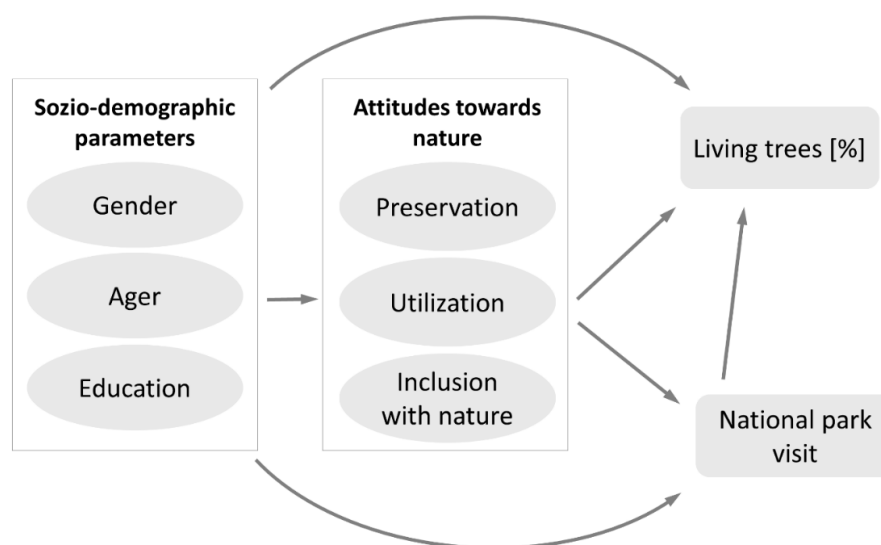 Sozio-demographic
parameters
Gender
Ager
Education
Attitudes towards
nature
Preservation
Utilization
Inclusion
with nature
Living trees [%]
National park
visit